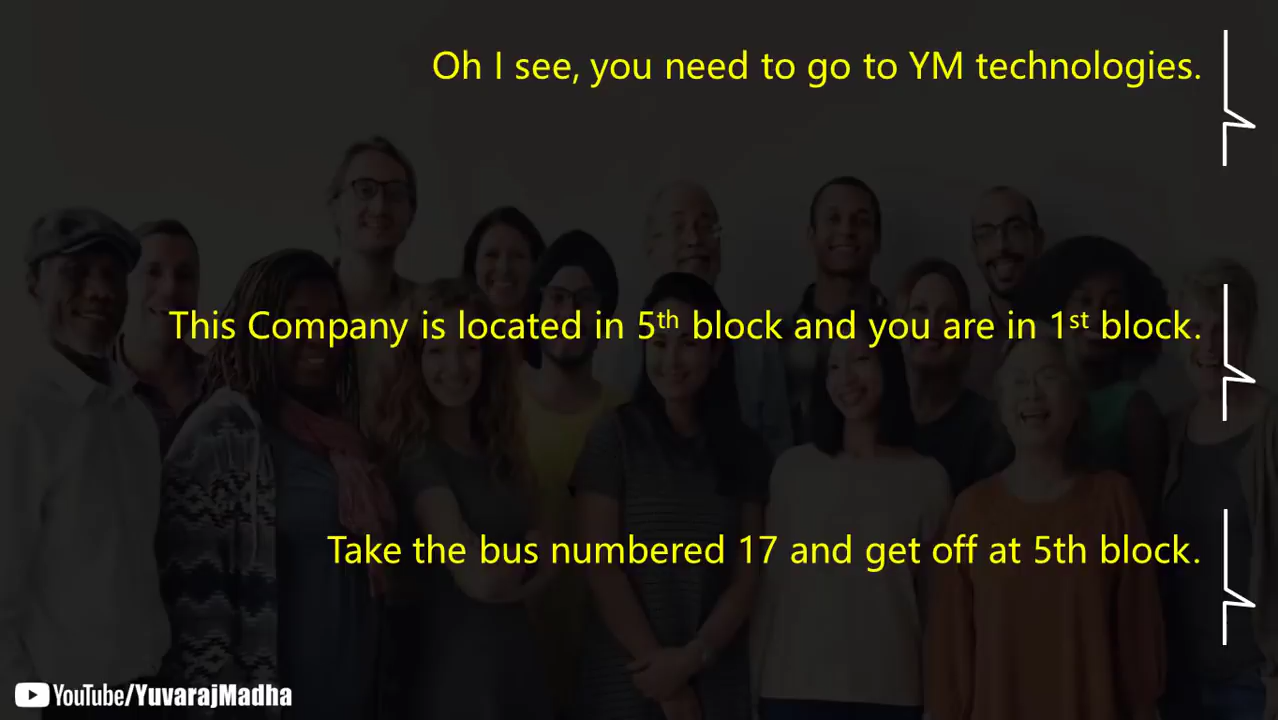 Oh I see, you need to go to YM technologies.
This Company is located in 5th block and you are in 1st block.
Take the bus numbered 17 and get off at 5th block.
YouTube/YuvarajMadha